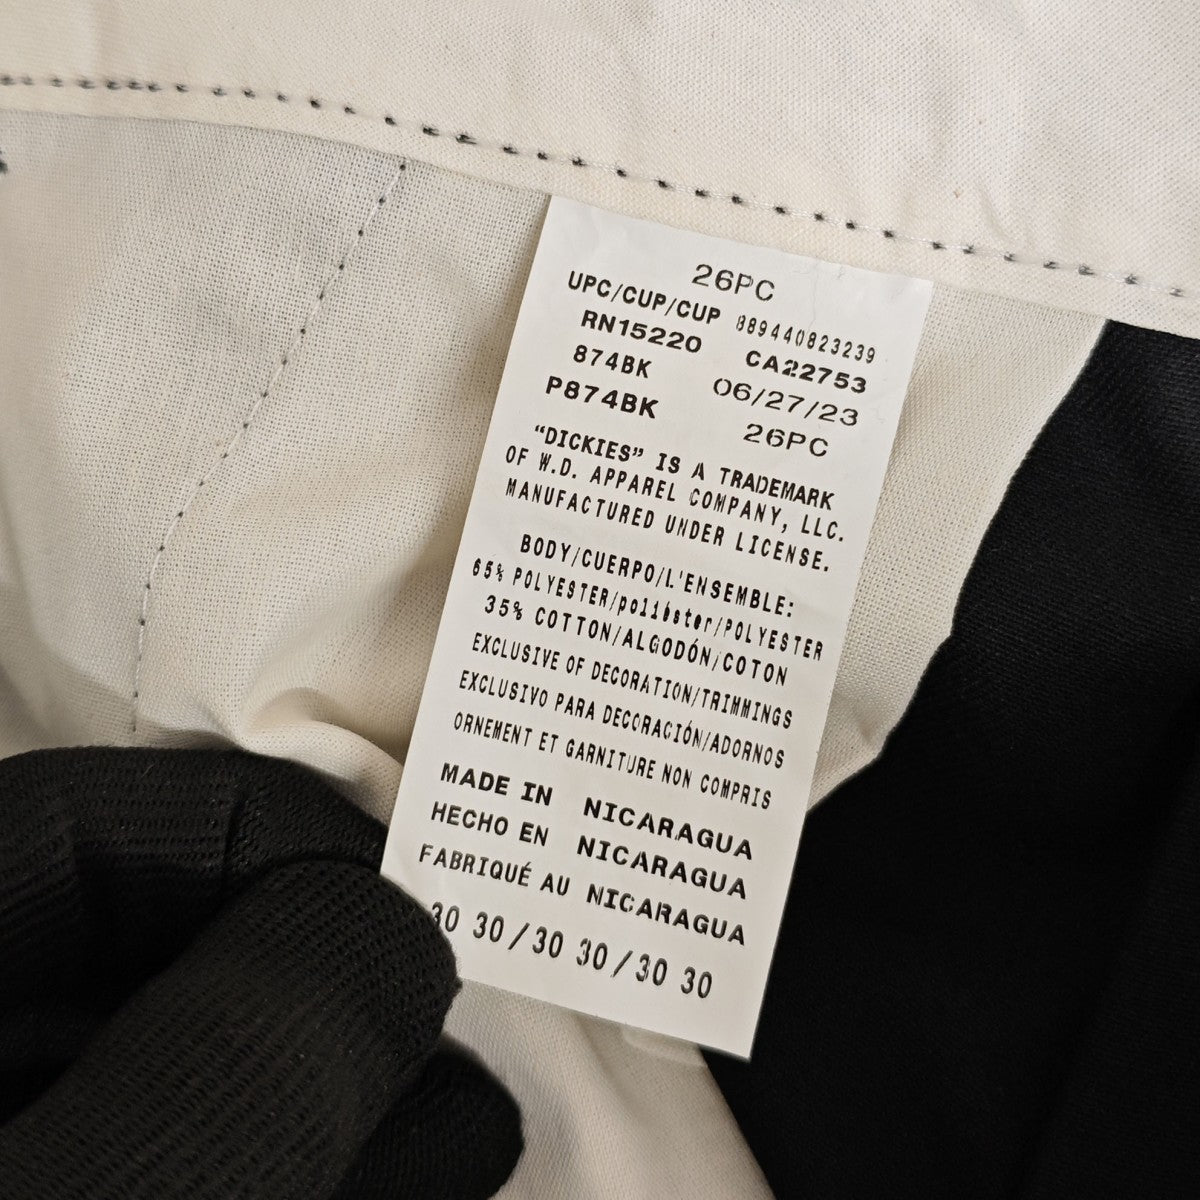 26PC
UPC/CUP/CUP 889440823239
RN15220 CA22753
874BK 06/27/23
P874BK 26PC
“DICKIES” IS A TRADEMARK
OF W.D. APPAREL COMPANY, LLC.
MANUFACTURED UNDER LICENSE.
BODY/CUERPO/L'ENSEMBLE:
65% POLYESTER/poliéster/POLYESTER
35% COTTON/ALGODÓN/COTON
EXCLUSIVE OF DECORATION/TRIMMINGS
EXCLUSIVO PARA DECORACIÓN/ADORNOS
ORNEMENT ET GARNITURE NON COMPRIS
MADE IN NICARAGUA
HECHO EN NICARAGUA
FABRIQUÉ AU NICARAGUA
30 30/30 30/30 30